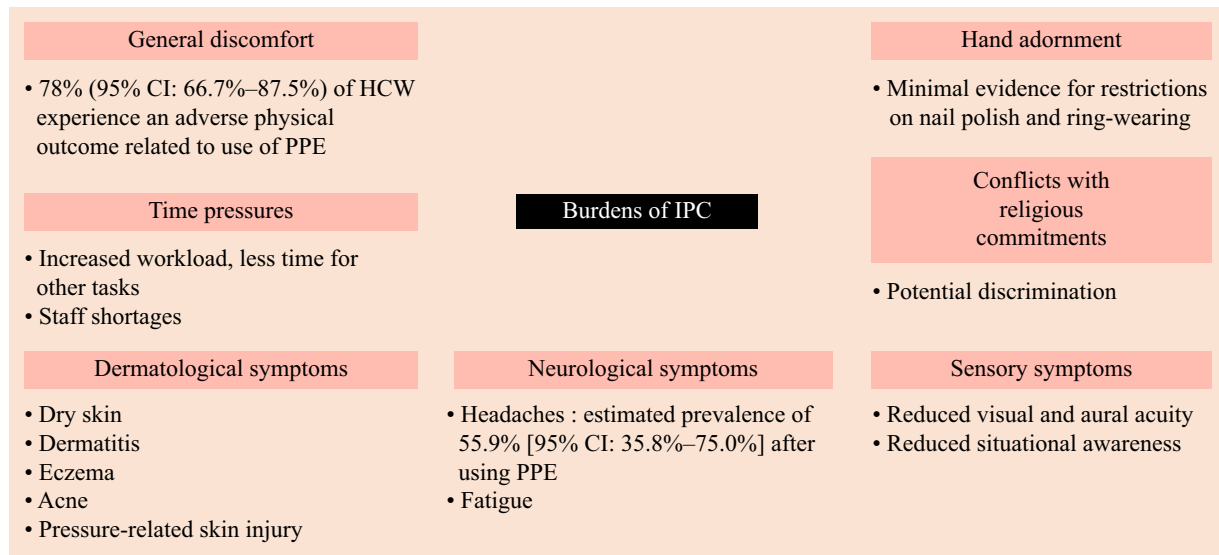 General discomfort
• 78% (95% CI: 66.7%–87.5%) of HCW
experience an adverse physical
outcome related to use of PPE
Time pressures
• Increased workload, less time for
other tasks
• Staff shortages
Dermatological symptoms
• Dry skin
• Dermatitis
• Eczema
• Acne
• Pressure-related skin injury
Burdens of IPC
Neurological symptoms
• Headaches : estimated prevalence of
55.9% [95% CI: 35.8%–75.0%] after
using PPE
• Fatigue
Hand adornment
• Minimal evidence for restrictions
on nail polish and ring-wearing
Conflicts with
religious
commitments
• Potential discrimination
Sensory symptoms
• Reduced visual and aural acuity
• Reduced situational awareness